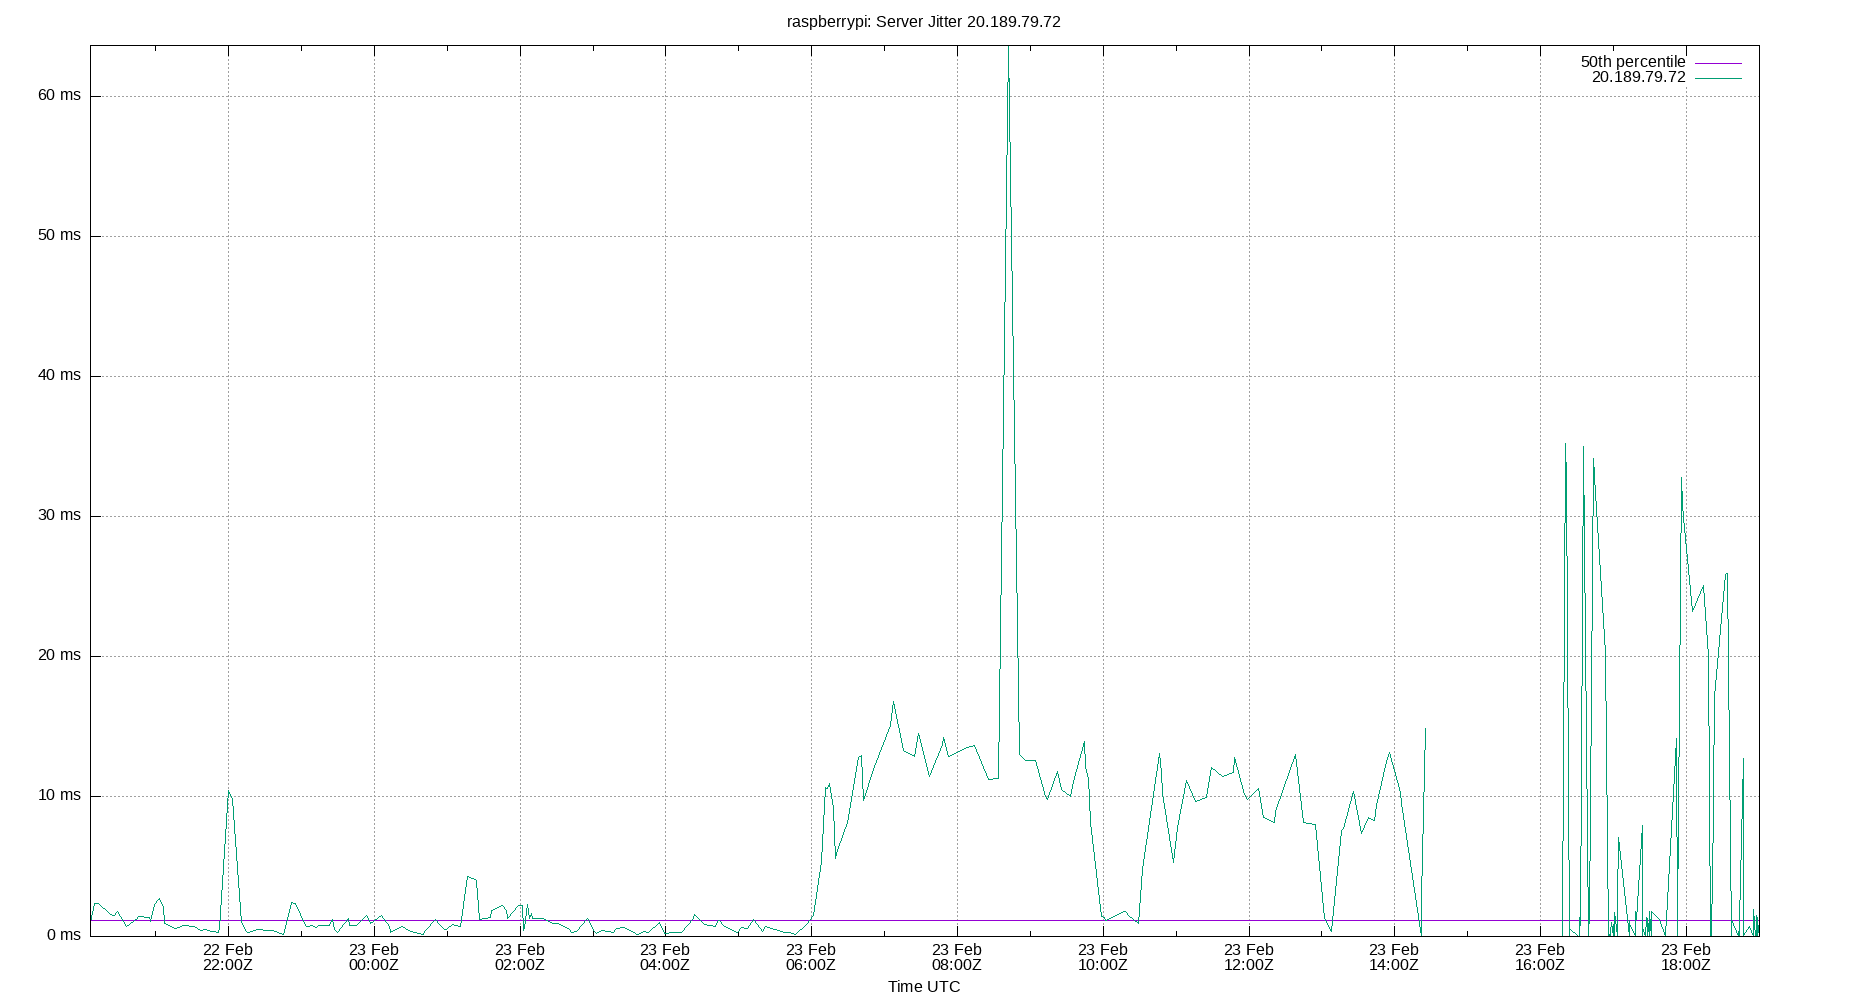 raspberrypi: Server Jitter 20.189.79.72
50th percentile
20.189.79.72
60 ms
50 ms
40 ms
30 ms
20 ms
10 ms
0 ms
22 Feb 23 Feb 23 Feb 23 Feb 23 Feb 23 Feb 23 Feb 23 Feb 23 Feb 23 Feb 23 Feb
22:00Z 00:00Z 02:00Z 04:00Z 06:00Z 08:00Z 10:00Z 12:00Z 14:00Z 16:00Z 18:00Z
Time UTC